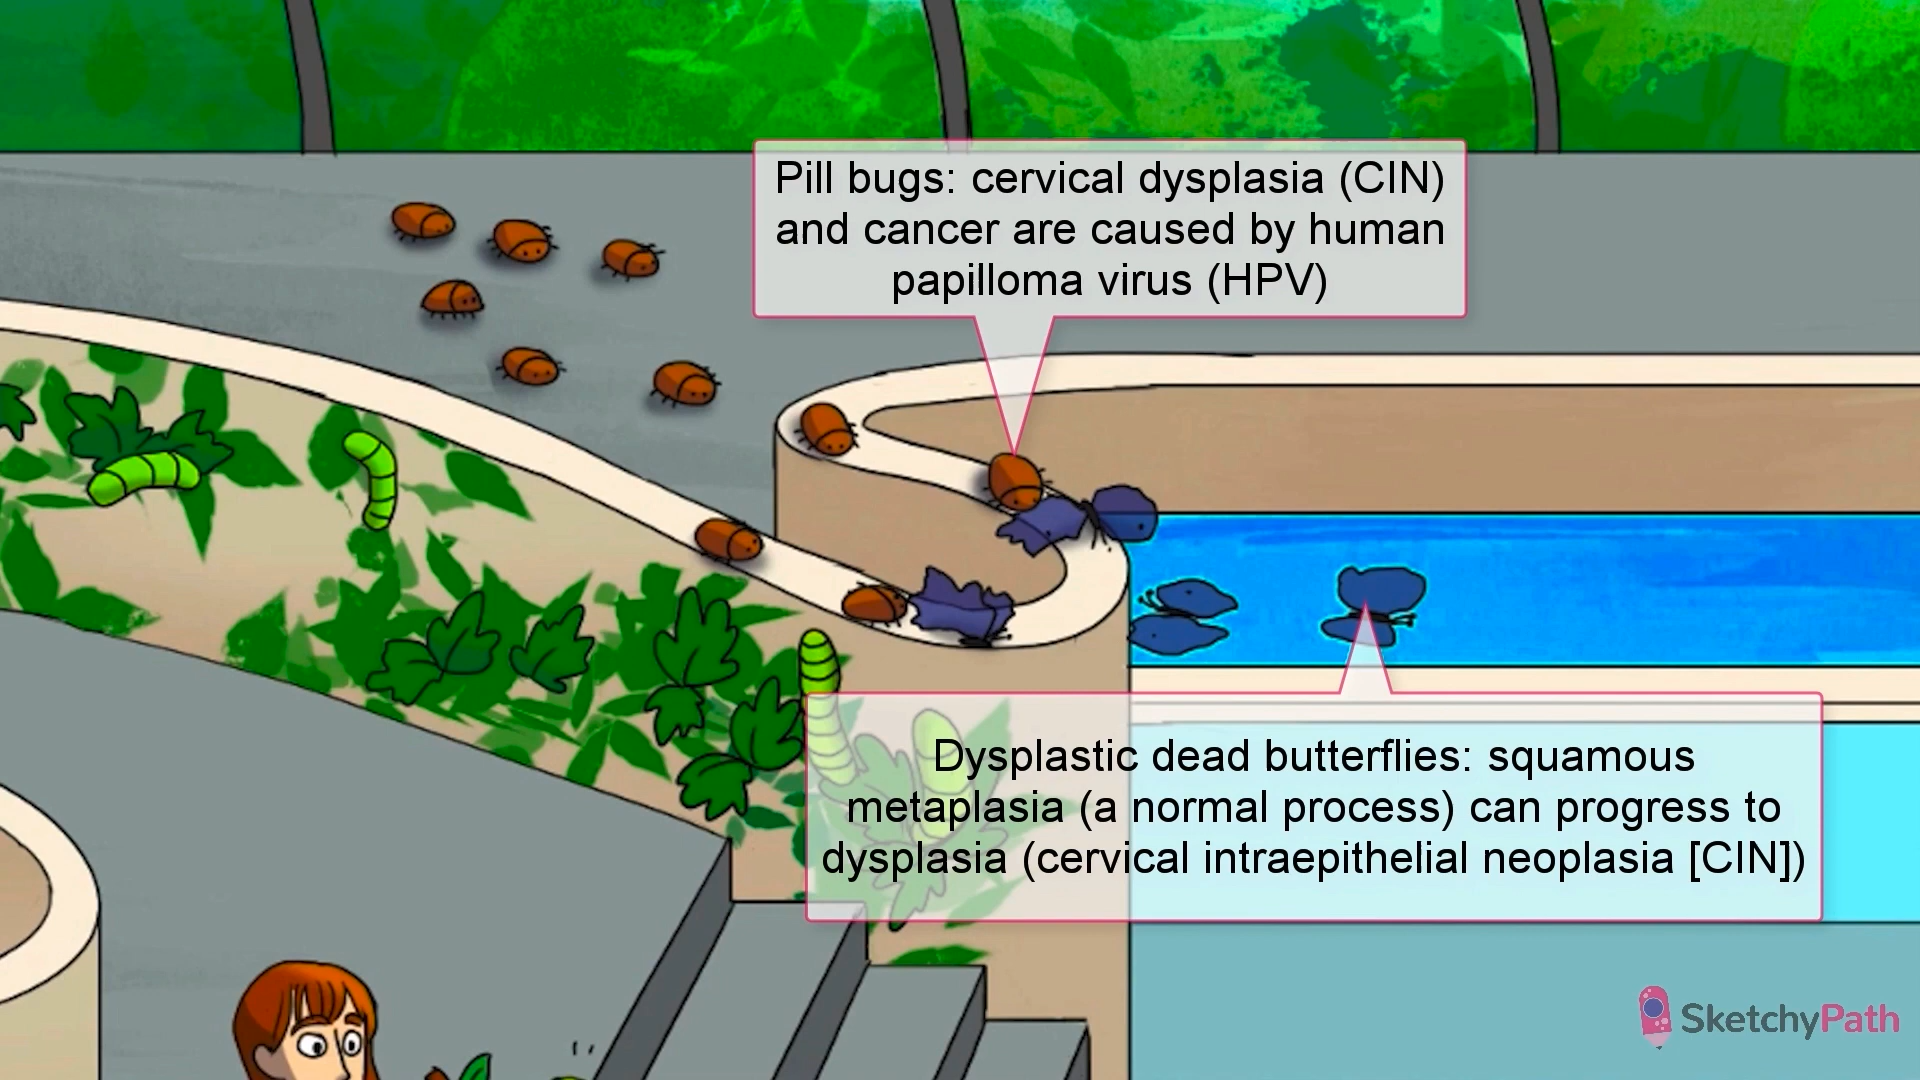 Pill bugs: cervical dysplasia (CIN)
and cancer are caused by human
papilloma virus (HPV)
Dysplastic dead butterflies: squamous
metaplasia (a normal process) can progress to
dysplasia (cervical intraepithelial neoplasia [CIN])
SketchyPath